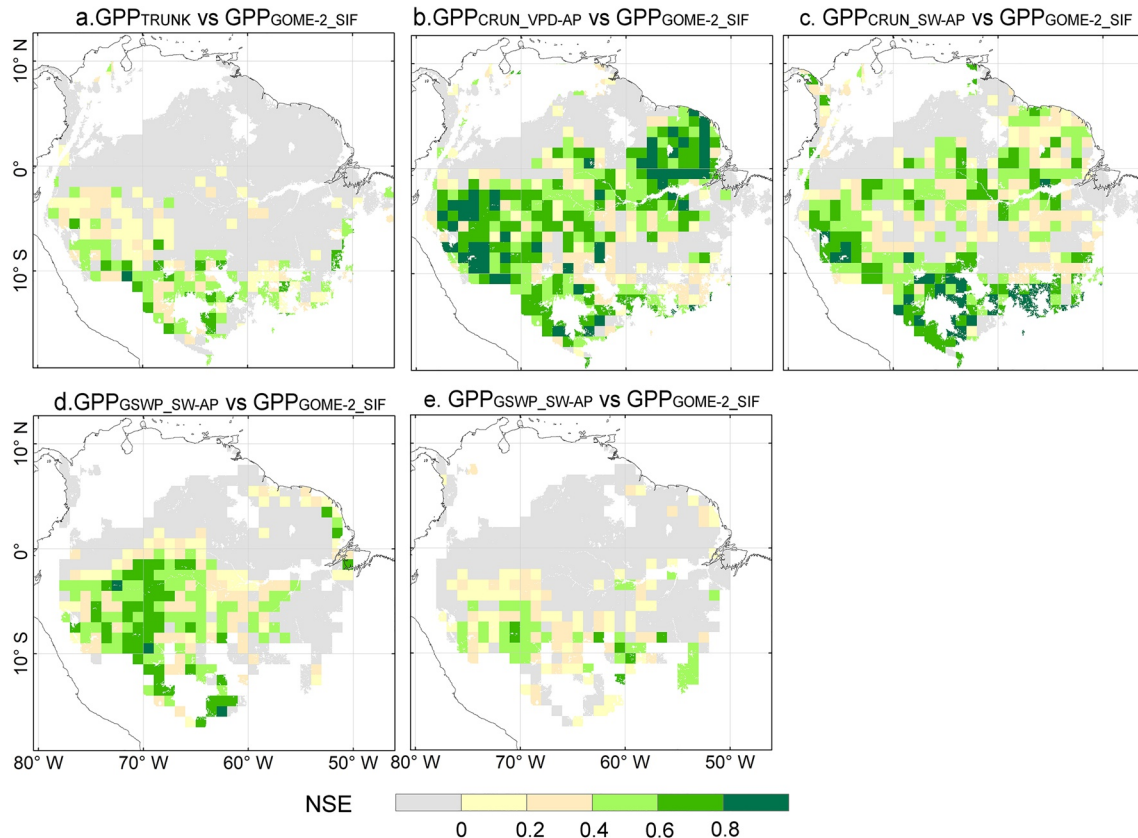 a.GPPTRUNK vs GPPGOME-2_SIF
b.GPPCRUN_VPD-AP vs GPPGOME-2_SIF
c. GPPCRUN_SW-AP vs GPPGOME-2_SIF
10° N
0°
10° S
d.GPPGSWP_SW-AP vs GPPGOME-2_SIF
e. GPPGSWP_SW-AP vs GPPGOME-2_SIF
10° N
0°
10° S
80° W 70° W 60° W 50° W 80° W 70° W 60° W 50° W
NSE
0 0.2 0.4 0.6 0.8